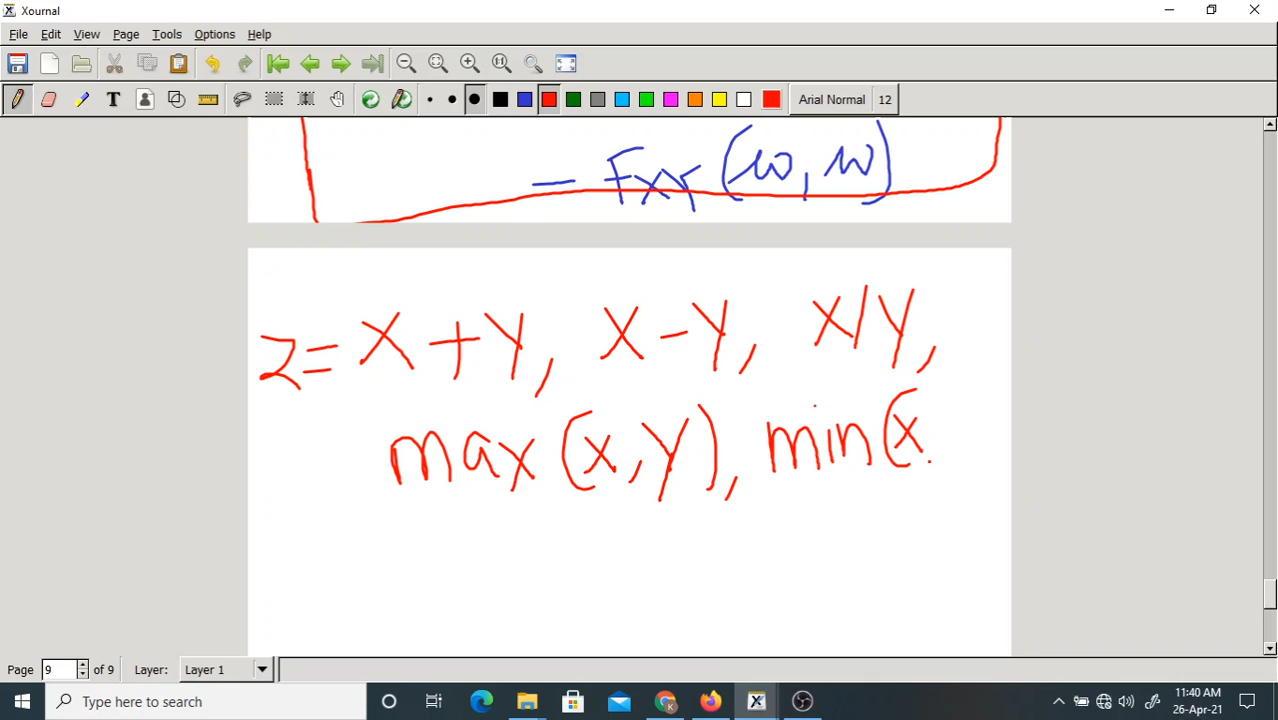 Xournal
File Edit View Page Tools Options Help
T Arial Normal 12
- FXY (w, w)
Z = X + Y, X - Y, X/Y,
max (X, Y), min (X,
Page 9 of 9 Layer: Layer 1
Type here to search
11:40 AM
26-Apr-21